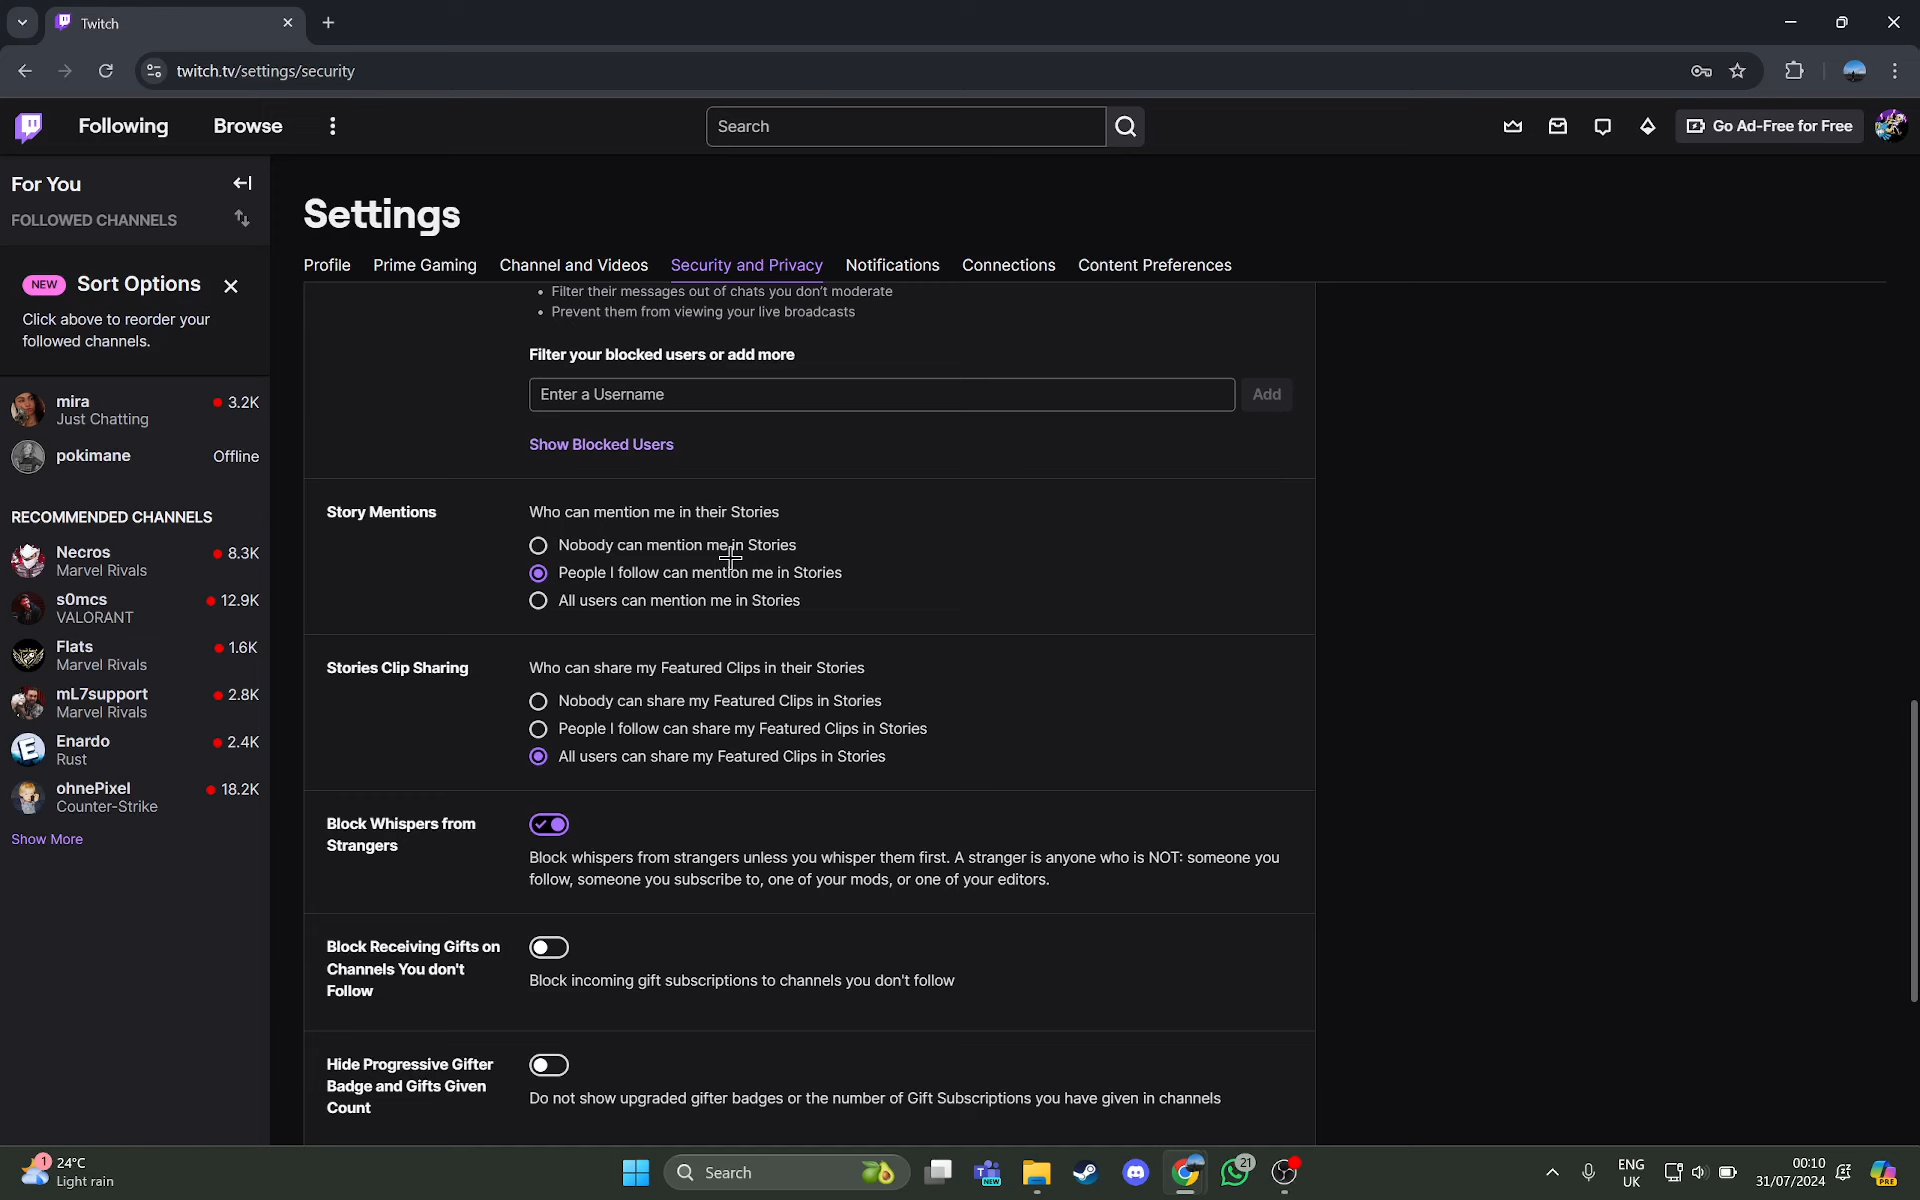 Twitch
twitch.tv/settings/security
Following
Browse
Search
Go Ad-Free for Free
For You
FOLLOWED CHANNELS
NEW Sort Options
Click above to reorder your
followed channels.
mira 3.2K
Just Chatting
pokimane Offline
RECOMMENDED CHANNELS
Necros 8.3K
Marvel Rivals
s0mcs 12.9K
VALORANT
Flats 1.6K
Marvel Rivals
mL7support 2.8K
Marvel Rivals
Enardo 2.4K
Rust
ohnePixel 18.2K
Counter-Strike
Show More
Settings
Profile Prime Gaming Channel and Videos Security and Privacy Notifications Connections Content Preferences
• Filter their messages out of chats you don't moderate
• Prevent them from viewing your live broadcasts
Filter your blocked users or add more
Enter a Username Add
Show Blocked Users
Story Mentions
Who can mention me in their Stories
Nobody can mention me in Stories
People I follow can mention me in Stories
All users can mention me in Stories
Stories Clip Sharing
Who can share my Featured Clips in their Stories
Nobody can share my Featured Clips in Stories
People I follow can share my Featured Clips in Stories
All users can share my Featured Clips in Stories
Block Whispers from
Strangers
Block whispers from strangers unless you whisper them first. A stranger is anyone who is NOT: someone you
follow, someone you subscribe to, one of your mods, or one of your editors.
Block Receiving Gifts on
Channels You don't
Follow
Block incoming gift subscriptions to channels you don't follow
Hide Progressive Gifter
Badge and Gifts Given
Count
Do not show upgraded gifter badges or the number of Gift Subscriptions you have given in channels
1
24°C
Light rain
Search
NEW
21
ENG
UK
00:10
31/07/2024
PRE